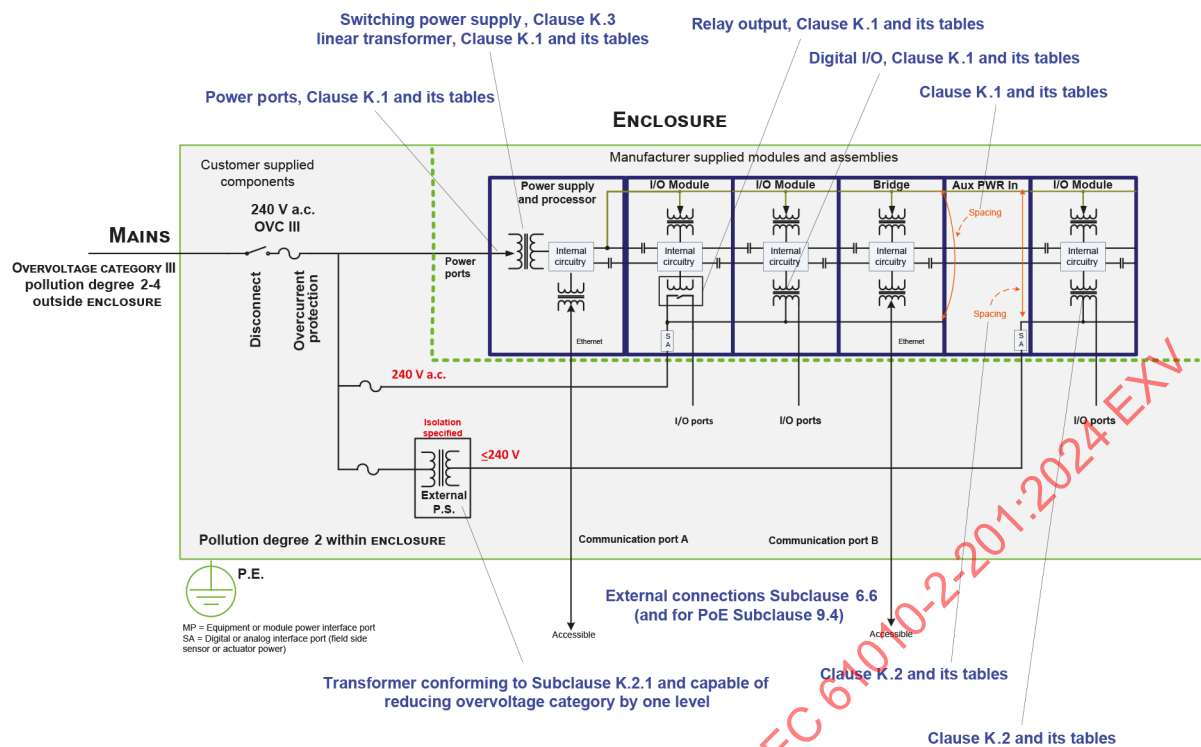 Switching power supply, Clause K.3
linear transformer, Clause K.1 and its tables
Relay output, Clause K.1 and its tables
Digital I/O, Clause K.1 and its tables
Power ports, Clause K.1 and its tables
Clause K.1 and its tables
ENCLOSURE
Customer supplied
components
Manufacturer supplied modules and assemblies
Power supply
and processor
I/O Module
I/O Module
Bridge
Aux PWR In
I/O Module
240 V a.c.
OVC III
MAINS
OVERVOLTAGE CATEGORY III
pollution degree 2-4
outside ENCLOSURE
Disconnect
Overcurrent
protection
Power
ports
Internal
circuitry
Internal
circuitry
Internal
circuitry
Internal
circuitry
Internal
circuitry
Spacing
Spacing
Ethernet
S
A
Ethernet
S
A
240 V a.c.
I/O ports
I/O ports
I/O ports
Isolation
specified
≤240 V
External
P.S.
Pollution degree 2 within ENCLOSURE
Communication port A
Communication port B
P.E.
MP = Equipment or module power interface port
SA = Digital or analog interface port (field side
sensor or actuator power)
External connections Subclause 6.6
(and for PoE Subclause 9.4)
Accessible
Accessible
Transformer conforming to Subclause K.2.1 and capable of
reducing overvoltage category by one level
Clause K.2 and its tables
Clause K.2 and its tables
EC 61010-2-201:2024 EXV